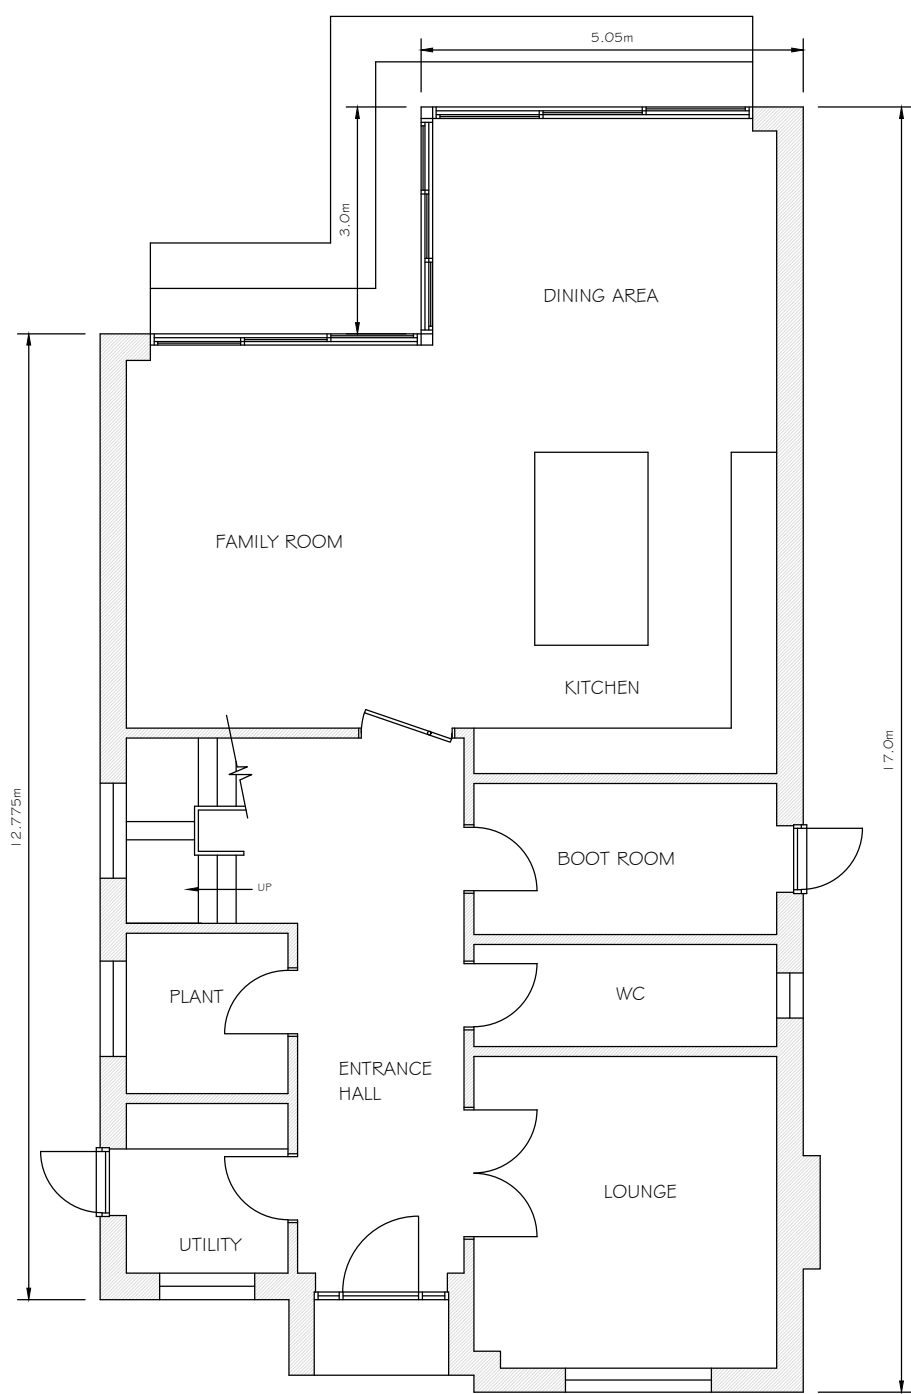 5.05m
3.0m
DINING AREA
FAMILY ROOM
KITCHEN
17.0m
12.775m
BOOT ROOM
UP
PLANT
WC
ENTRANCE
HALL
LOUNGE
UTILITY